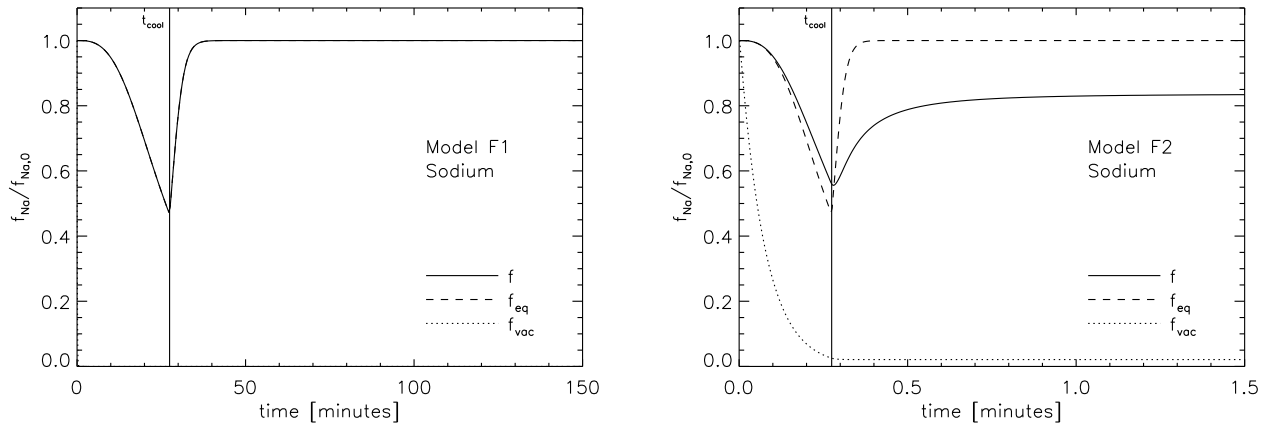 t_cool
1.0
0.8
0.6
0.4
0.2
0.0
f_Na/f_Na,0
Model F1
Sodium
f
f_eq
f_vac
0
50
100
150
time [minutes]
t_cool
1.0
0.8
0.6
0.4
0.2
0.0
f_Na/f_Na,0
Model F2
Sodium
f
f_eq
f_vac
0.0
0.5
1.0
1.5
time [minutes]